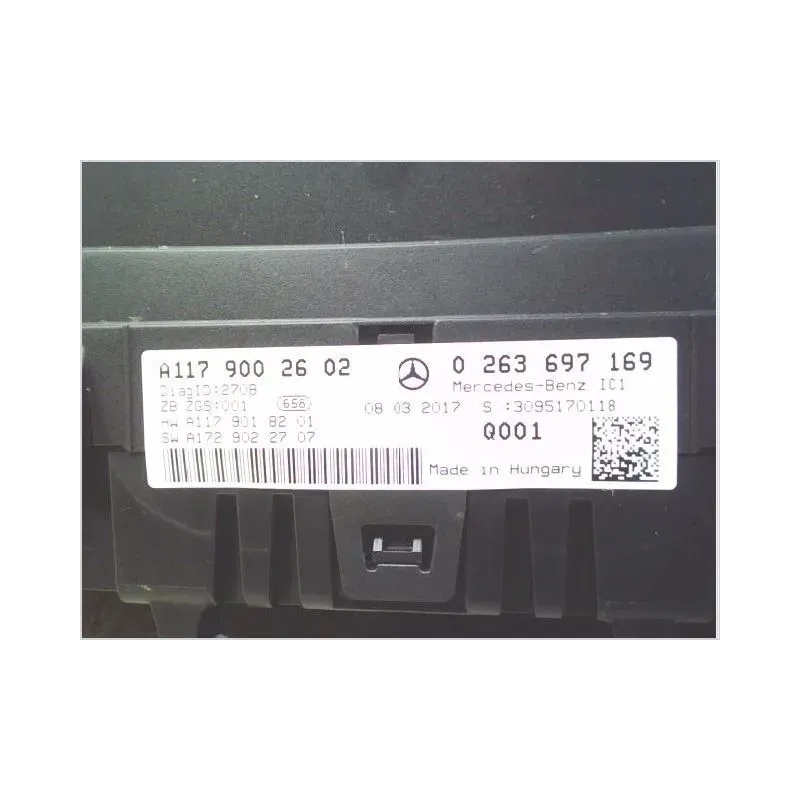 A117 900 26 02 0 263 697 169
DiagID:270B Mercedes-Benz IC1
ZB ZGS:001 656 08 03 2017 S :3095170118
HW A117 901 82 01 Q001
SW A172 902 27 07
Made in Hungary